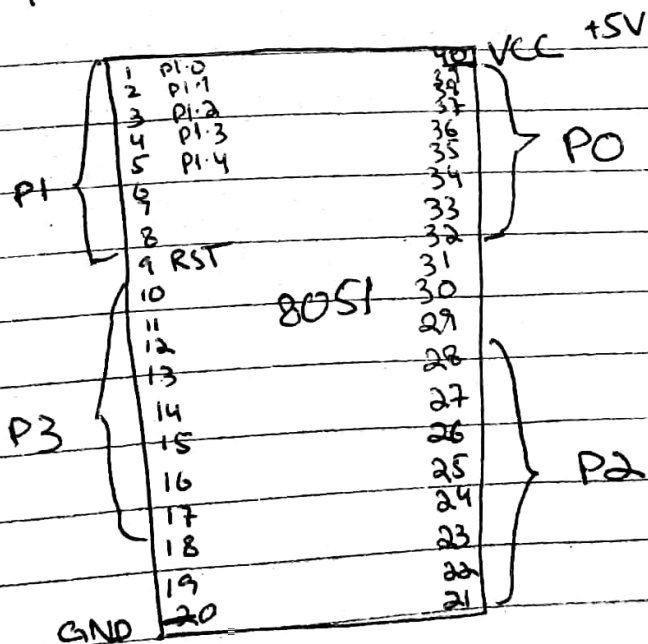 40 VCC +5V
1 P1.0 39
2 P1.1 38
3 P1.2 37
4 P1.3 36
5 P1.4 35
6 34
7 33
8 32
P1 P0
9 RST 31
10 30
8051
11 29
12 28
13 27
14 26
P3 P2
15 25
16 24
17 23
18 22
19 21
GND 20